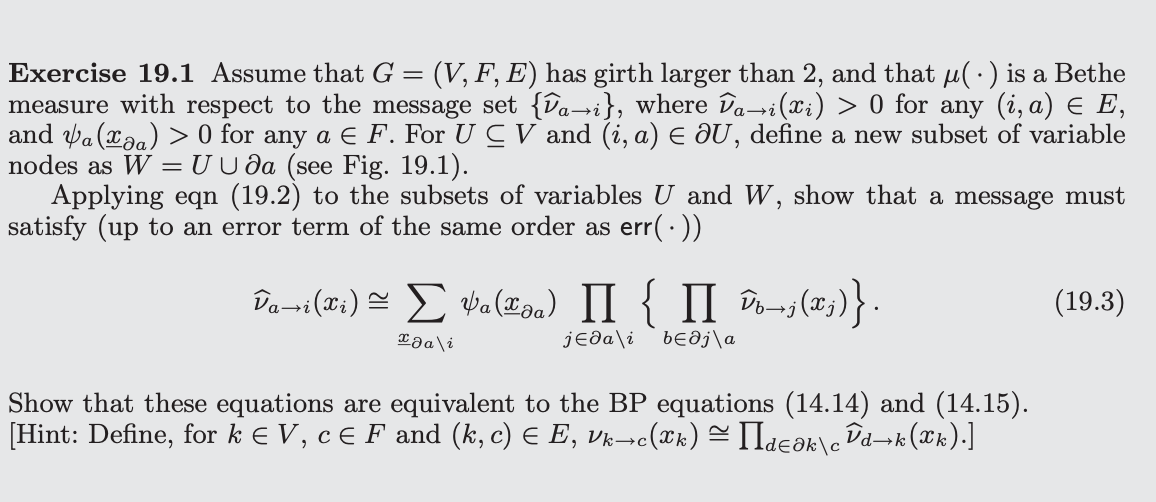 Exercise 19.1 Assume that G = (V, F, E) has girth larger than 2, and that μ( · ) is a Bethe
measure with respect to the message set {ν̂_{a→i}}, where ν̂_{a→i}(x_i) > 0 for any (i, a) ∈ E,
and ψ_a(x̲_{∂a}) > 0 for any a ∈ F. For U ⊆ V and (i, a) ∈ ∂U, define a new subset of variable
nodes as W = U ∪ ∂a (see Fig. 19.1).
Applying eqn (19.2) to the subsets of variables U and W, show that a message must
satisfy (up to an error term of the same order as err( · ))
ν̂_{a→i}(x_i) ≅ ∑_{x̲_{∂a\i}} ψ_a(x̲_{∂a}) ∏_{j∈∂a\i} { ∏_{b∈∂j\a} ν̂_{b→j}(x_j) } . (19.3)
Show that these equations are equivalent to the BP equations (14.14) and (14.15).
[Hint: Define, for k ∈ V, c ∈ F and (k, c) ∈ E, ν_{k→c}(x_k) ≅ ∏_{d∈∂k\c} ν̂_{d→k}(x_k).]